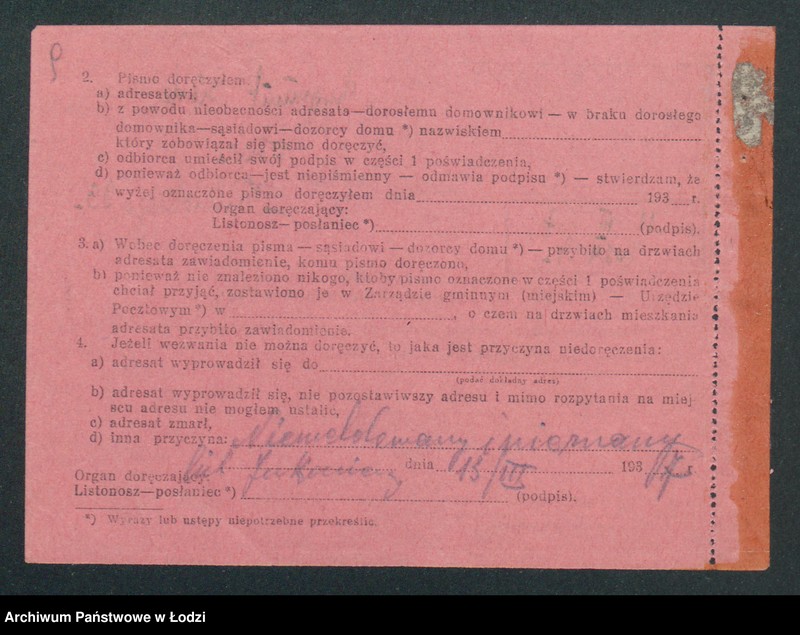 2. Pismo doręczyłem:
a) adresatowi,
b) z powodu nieobecności adresata—dorosłemu domownikowi — w braku dorosłego
domownika—sąsiadowi—dozorcy domu *) nazwiskiem
który zobowiązał się pismo doręczyć,
c) odbiorca umieścił swój podpis w części 1 poświadczenia,
d) ponieważ odbiorca—jest niepiśmienny — odmawia podpisu *) — stwierdzam, że
wyżej oznaczone pismo doręczyłem dnia 193 r.
Organ doręczający:
Listonosz— posłaniec *) (podpis).
3. a) Wobec doręczenia pisma — sąsiadowi — dozorcy domu *) — przybito na drzwiach
adresata zawiadomienie, komu pismo doręczono,
b) ponieważ nie znaleziono nikogo, ktoby pismo oznaczone w części 1 poświadczenia
chciał przyjąć, zostawiono je w Zarządzie gminnym (miejskim) — Urzędzie
Pocztowym *) w , o czem na drzwiach mieszkania
adresata przybito zawiadomienie.
4. Jeżeli wezwania nie można doręczyć, to jaka jest przyczyna niedoręczenia:
a) adresat wyprowadził się do
(podać dokładny adres)
b) adresat wyprowadził się, nie pozostawiwszy adresu i mimo rozpytania na miej-
scu adresu nie mogłem ustalić,
c) adresat zmarł,
d) inna przyczyna: Niemeldowany i nieznany
dnia 13/III 1937 r
Organ doręczający:
Listonosz—posłaniec *) (podpis).
*) Wyrazy lub ustępy niepotrzebne przekreślić.
Archiwum Państwowe w Łodzi